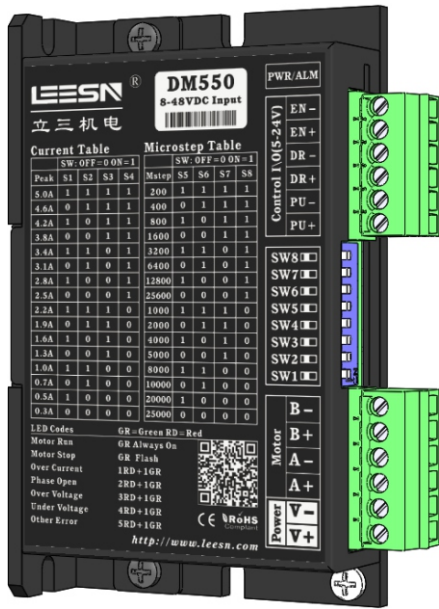 LEESN®
立三机电
DM550
8-48VDC Input
PWR/ALM
Current Table
SW:OFF=0 ON=1
Peak S1 S2 S3 S4
5.0A 1 1 1 1
4.6A 0 1 1 1
4.2A 1 0 1 1
3.8A 0 0 1 1
3.4A 1 1 0 1
3.1A 0 1 0 1
2.8A 1 0 0 1
2.5A 0 0 0 1
2.2A 1 1 1 0
1.9A 0 1 1 0
1.6A 1 0 1 0
1.3A 0 0 1 0
1.0A 1 1 0 0
0.7A 0 1 0 0
0.5A 1 0 0 0
0.3A 0 0 0 0
Microstep Table
SW:OFF=0 ON=1
Mstep S5 S6 S7 S8
200 1 1 1 1
400 0 1 1 1
800 1 0 1 1
1600 0 0 1 1
3200 1 1 0 1
6400 0 1 0 1
12800 1 0 0 1
25600 0 0 0 1
1000 1 1 1 0
2000 0 1 1 0
4000 1 0 1 0
5000 0 0 1 0
8000 1 1 0 0
10000 0 1 0 0
20000 1 0 0 0
25000 0 0 0 0
LED Codes GR=Green RD=Red
Motor Run GR Always On
Motor Stop GR Flash
Over Current 1RD+1GR
Phase Open 2RD+1GR
Over Voltage 3RD+1GR
Under Voltage 4RD+1GR
Other Error 5RD+1GR
CE RoHS
Compliant
http://www.leesn.com
Control I\O(5-24V)
EN-
EN+
DR-
DR+
PU-
PU+
SW8
SW7
SW6
SW5
SW4
SW3
SW2
SW1
Motor
B-
B+
A-
A+
Power
V-
V+